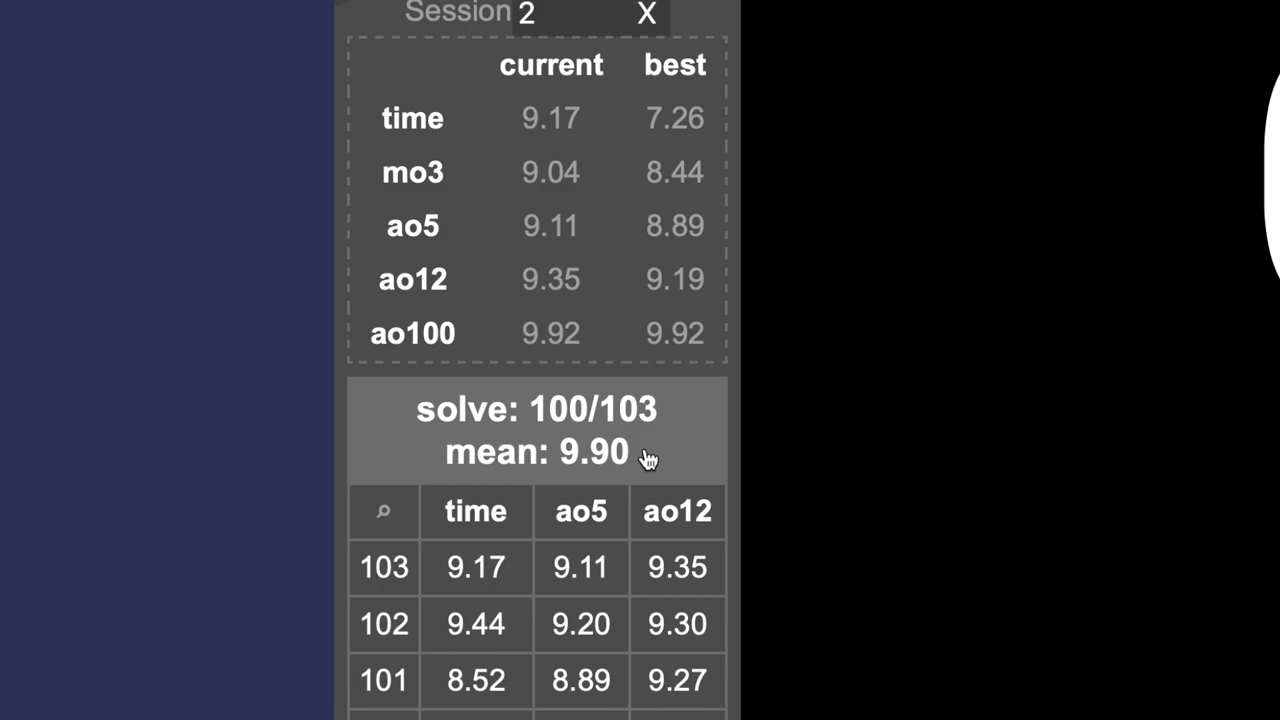 Session 2 X
current best
time 9.17 7.26
mo3 9.04 8.44
ao5 9.11 8.89
ao12 9.35 9.19
ao100 9.92 9.92
solve: 100/103
mean: 9.90
time ao5 ao12
103 9.17 9.11 9.35
102 9.44 9.20 9.30
101 8.52 8.89 9.27